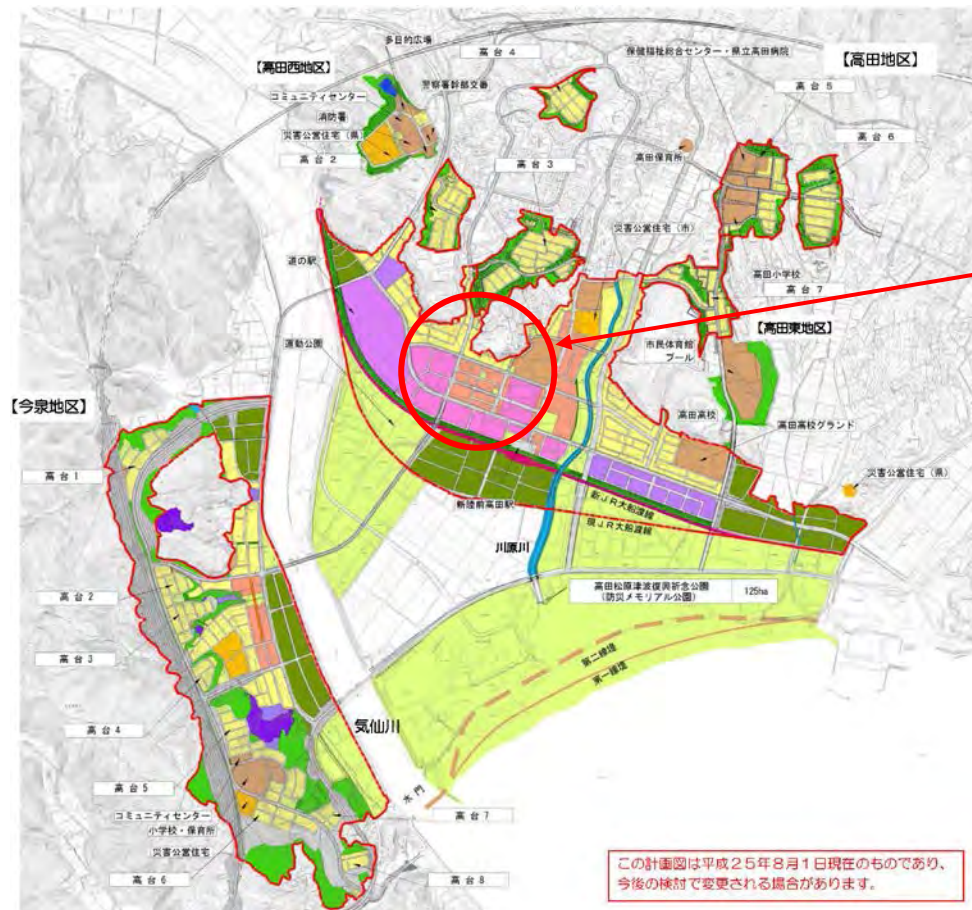 多目的広場
高台4
保健福祉総合センター・県立高田病院
【高田地区】
【高田西地区】
コミュニティセンター
警察署幹部交番
高台5
消防署
災害公営住宅（県）
高台6
高台2
高台3
高田保育所
災害公営住宅（市）
道の駅
高田小学校
高台7
運動公園
【高田東地区】
市民体育館
プール
【今泉地区】
高田高校
高田高校グランド
高台1
災害公営住宅（県）
新陸前高田駅
新JR大船渡線
現JR大船渡線
川原川
高田松原津波復興祈念公園
（防災メモリアル公園）
125ha
高台2
第二線堤
第一線堤
高台3
気仙川
高台4
水門
高台5
コミュニティセンター
高台7
小学校・保育所
災害公営住宅
高台6
高台8
この計画図は平成25年8月1日現在のものであり、
今後の検討で変更される場合があります。